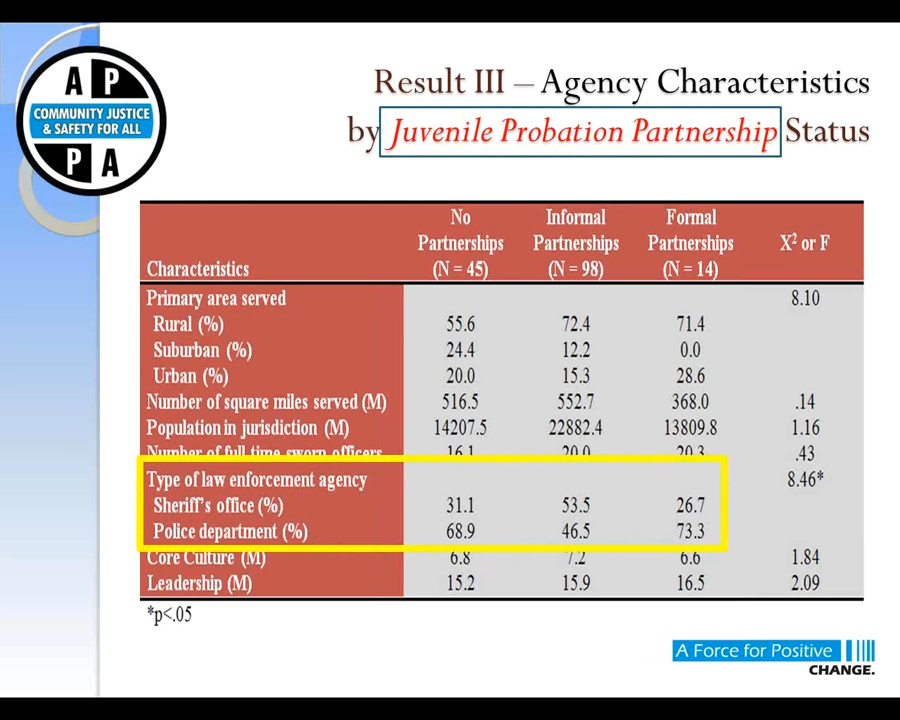 A P
COMMUNITY JUSTICE
& SAFETY FOR ALL
P A
Result III – Agency Characteristics
by Juvenile Probation Partnership Status
Characteristics No Partnerships (N = 45) Informal Partnerships (N = 98) Formal Partnerships (N = 14) X² or F
Primary area served 8.10
Rural (%) 55.6 72.4 71.4
Suburban (%) 24.4 12.2 0.0
Urban (%) 20.0 15.3 28.6
Number of square miles served (M) 516.5 552.7 368.0 .14
Population in jurisdiction (M) 14207.5 22882.4 13809.8 1.16
Number of full time sworn officers 16.1 20.0 20.3 .43
Type of law enforcement agency 8.46*
Sheriff's office (%) 31.1 53.5 26.7
Police department (%) 68.9 46.5 73.3
Core Culture (M) 6.8 7.2 6.6 1.84
Leadership (M) 15.2 15.9 16.5 2.09
*p<.05
A Force for Positive
CHANGE.